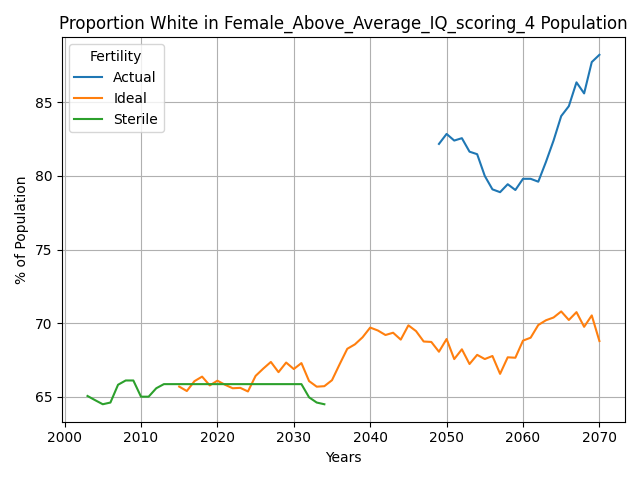 Proportion White in Female_Above_Average_IQ_scoring_4 Population
Fertility
Actual
Ideal
Sterile
85
80
75
70
65
% of Population
2000 2010 2020 2030 2040 2050 2060 2070
Years